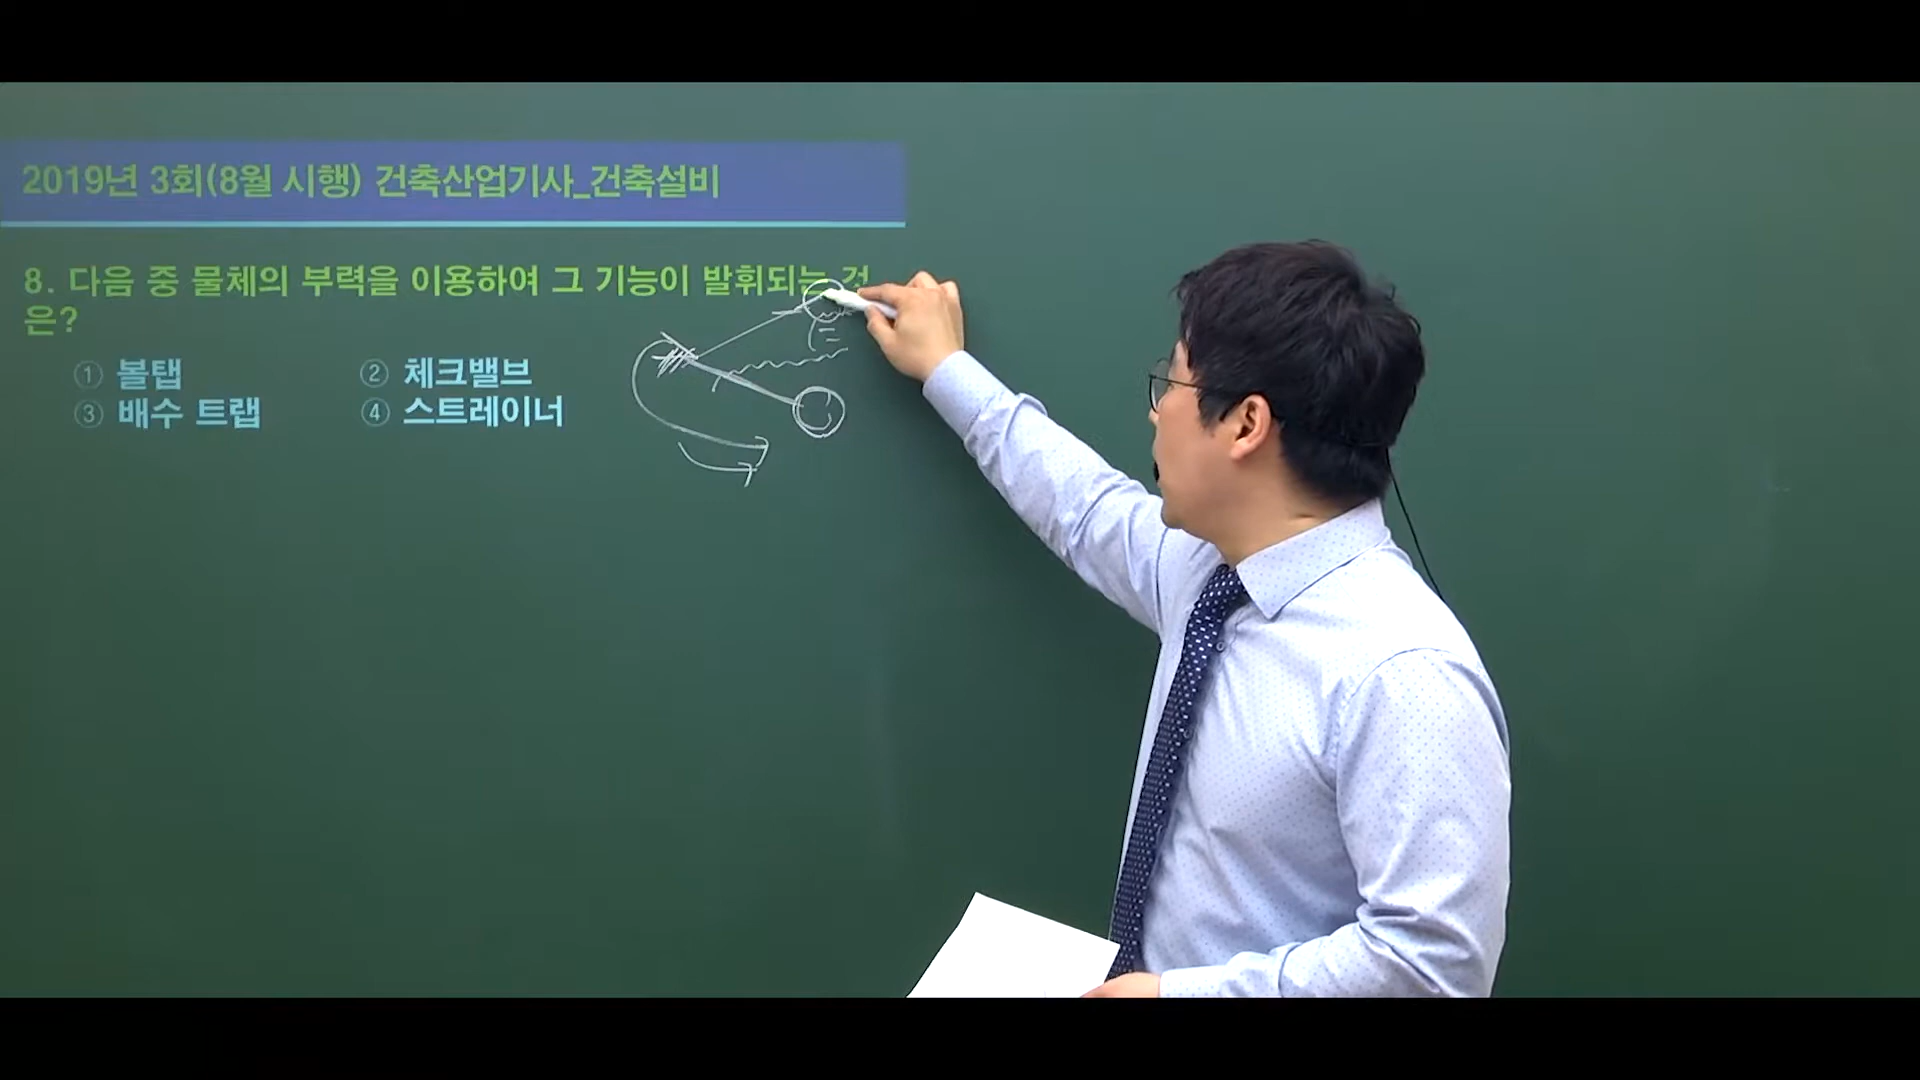 2019년 3회(8월 시행) 건축산업기사_건축설비
8. 다음 중 물체의 부력을 이용하여 그 기능이 발휘되는 것
은?
① 볼탭 ② 체크밸브
③ 배수 트랩 ④ 스트레이너